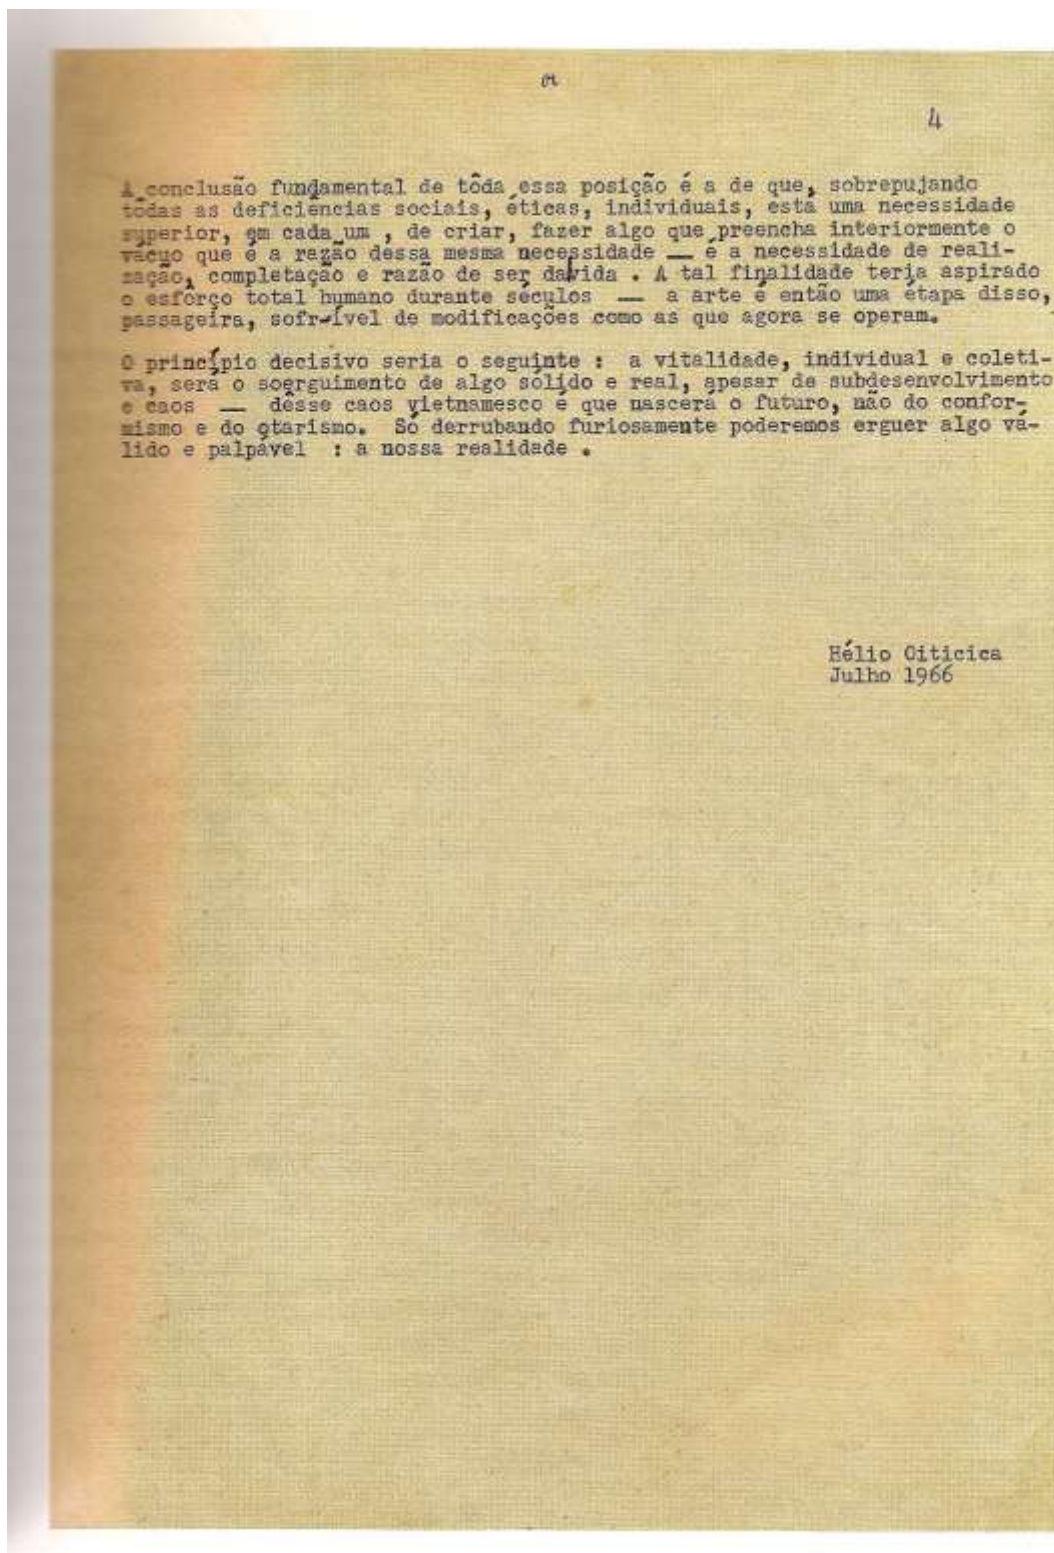 4
A conclusão fundamental de tôda essa posição é a de que, sobrepujando
tôdas as deficiências sociais, éticas, individuais, está uma necessidade
superior, em cada um , de criar, fazer algo que preencha interiormente o
vácuo que é a razão dessa mesma necessidade — é a necessidade de reali-
zação, completação e razão de ser da vida . A tal finalidade teria aspirado
o esforço total humano durante séculos — a arte é então uma étapa disso,
passageira, sofrível de modificações como as que agora se operam.
O princípio decisivo seria o seguinte : a vitalidade, individual e coleti-
va, será o soerguimento de algo sólido e real, apesar de subdesenvolvimento
e caos — dêsse caos vietnamesco é que nascerá o futuro, não do confor-
mismo e do otarismo. Só derrubando furiosamente poderemos erguer algo vá-
lido e palpável : a nossa realidade .
Hélio Oiticica
Julho 1966